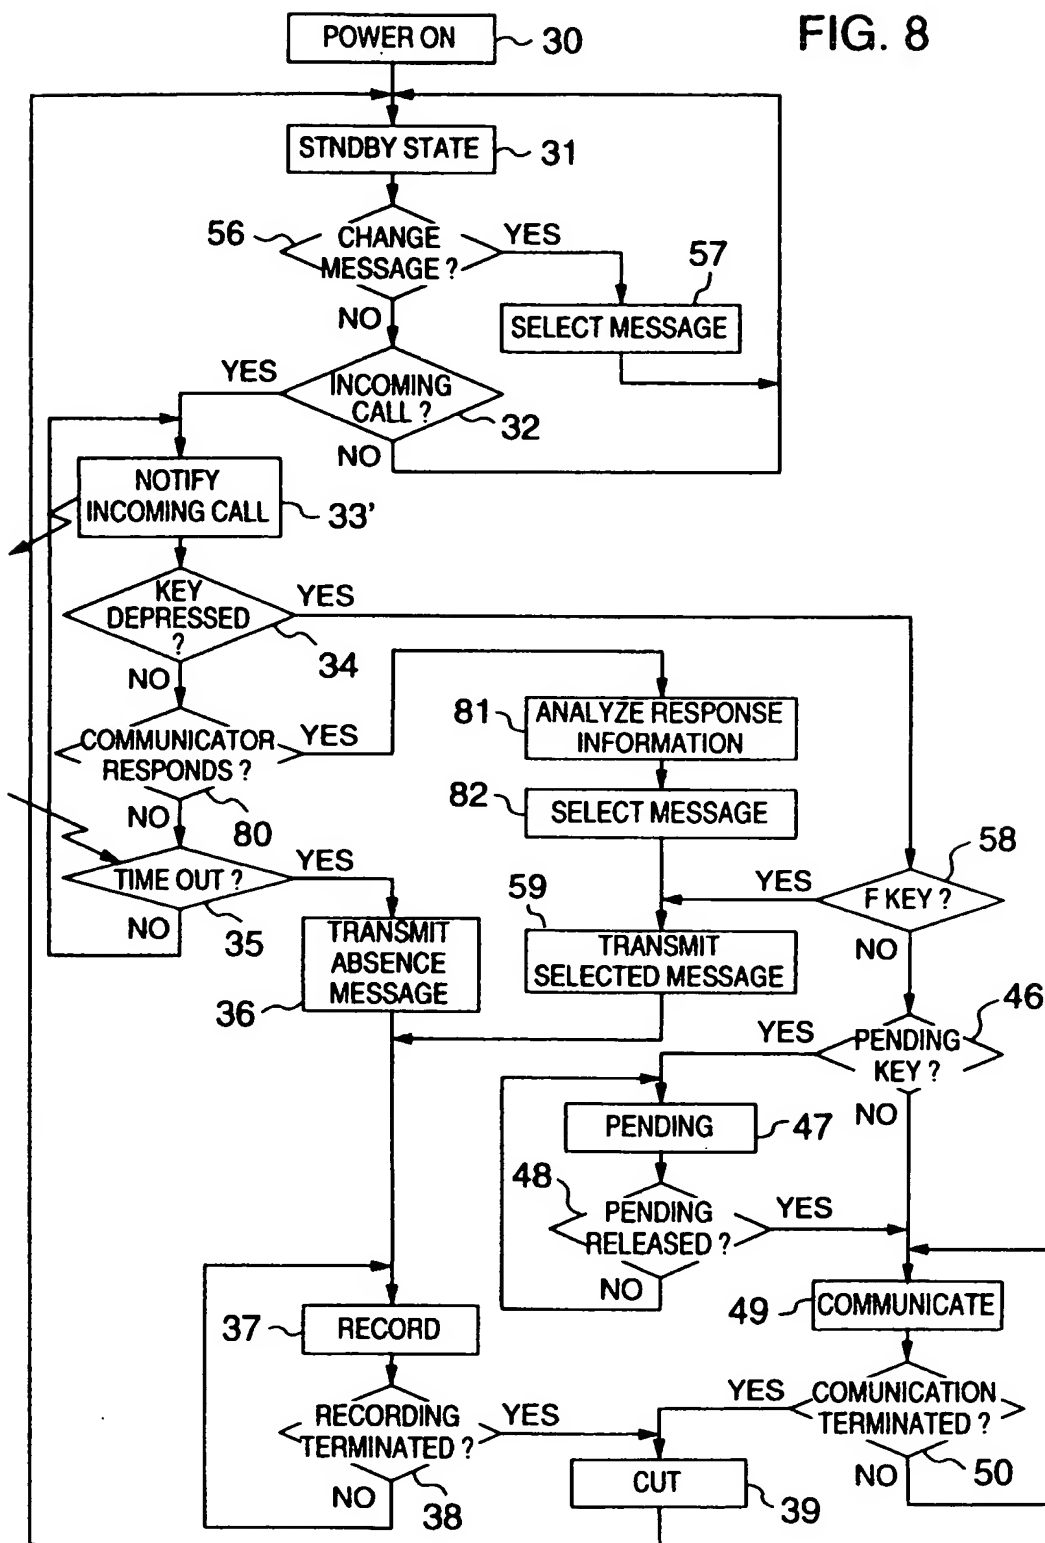 FIG. 8
POWER ON
30
STNDBY STATE
31
56
CHANGE
MESSAGE ?
YES
NO
57
SELECT MESSAGE
YES
INCOMING
CALL ?
32
NO
NOTIFY
INCOMING CALL
33'
KEY
DEPRESSED
?
YES
34
NO
COMMUNICATOR
RESPONDS ?
YES
80
NO
81
ANALYZE RESPONSE
INFORMATION
82
SELECT MESSAGE
TIME OUT ?
YES
35
NO
58
F KEY ?
YES
NO
59
TRANSMIT
SELECTED MESSAGE
TRANSMIT
ABSENCE
MESSAGE
36
46
PENDING
KEY ?
YES
NO
PENDING
47
48
PENDING
RELEASED ?
YES
NO
49
COMMUNICATE
37
RECORD
RECORDING
TERMINATED ?
YES
38
NO
YES
COMUNICATION
TERMINATED ?
50
NO
CUT
39